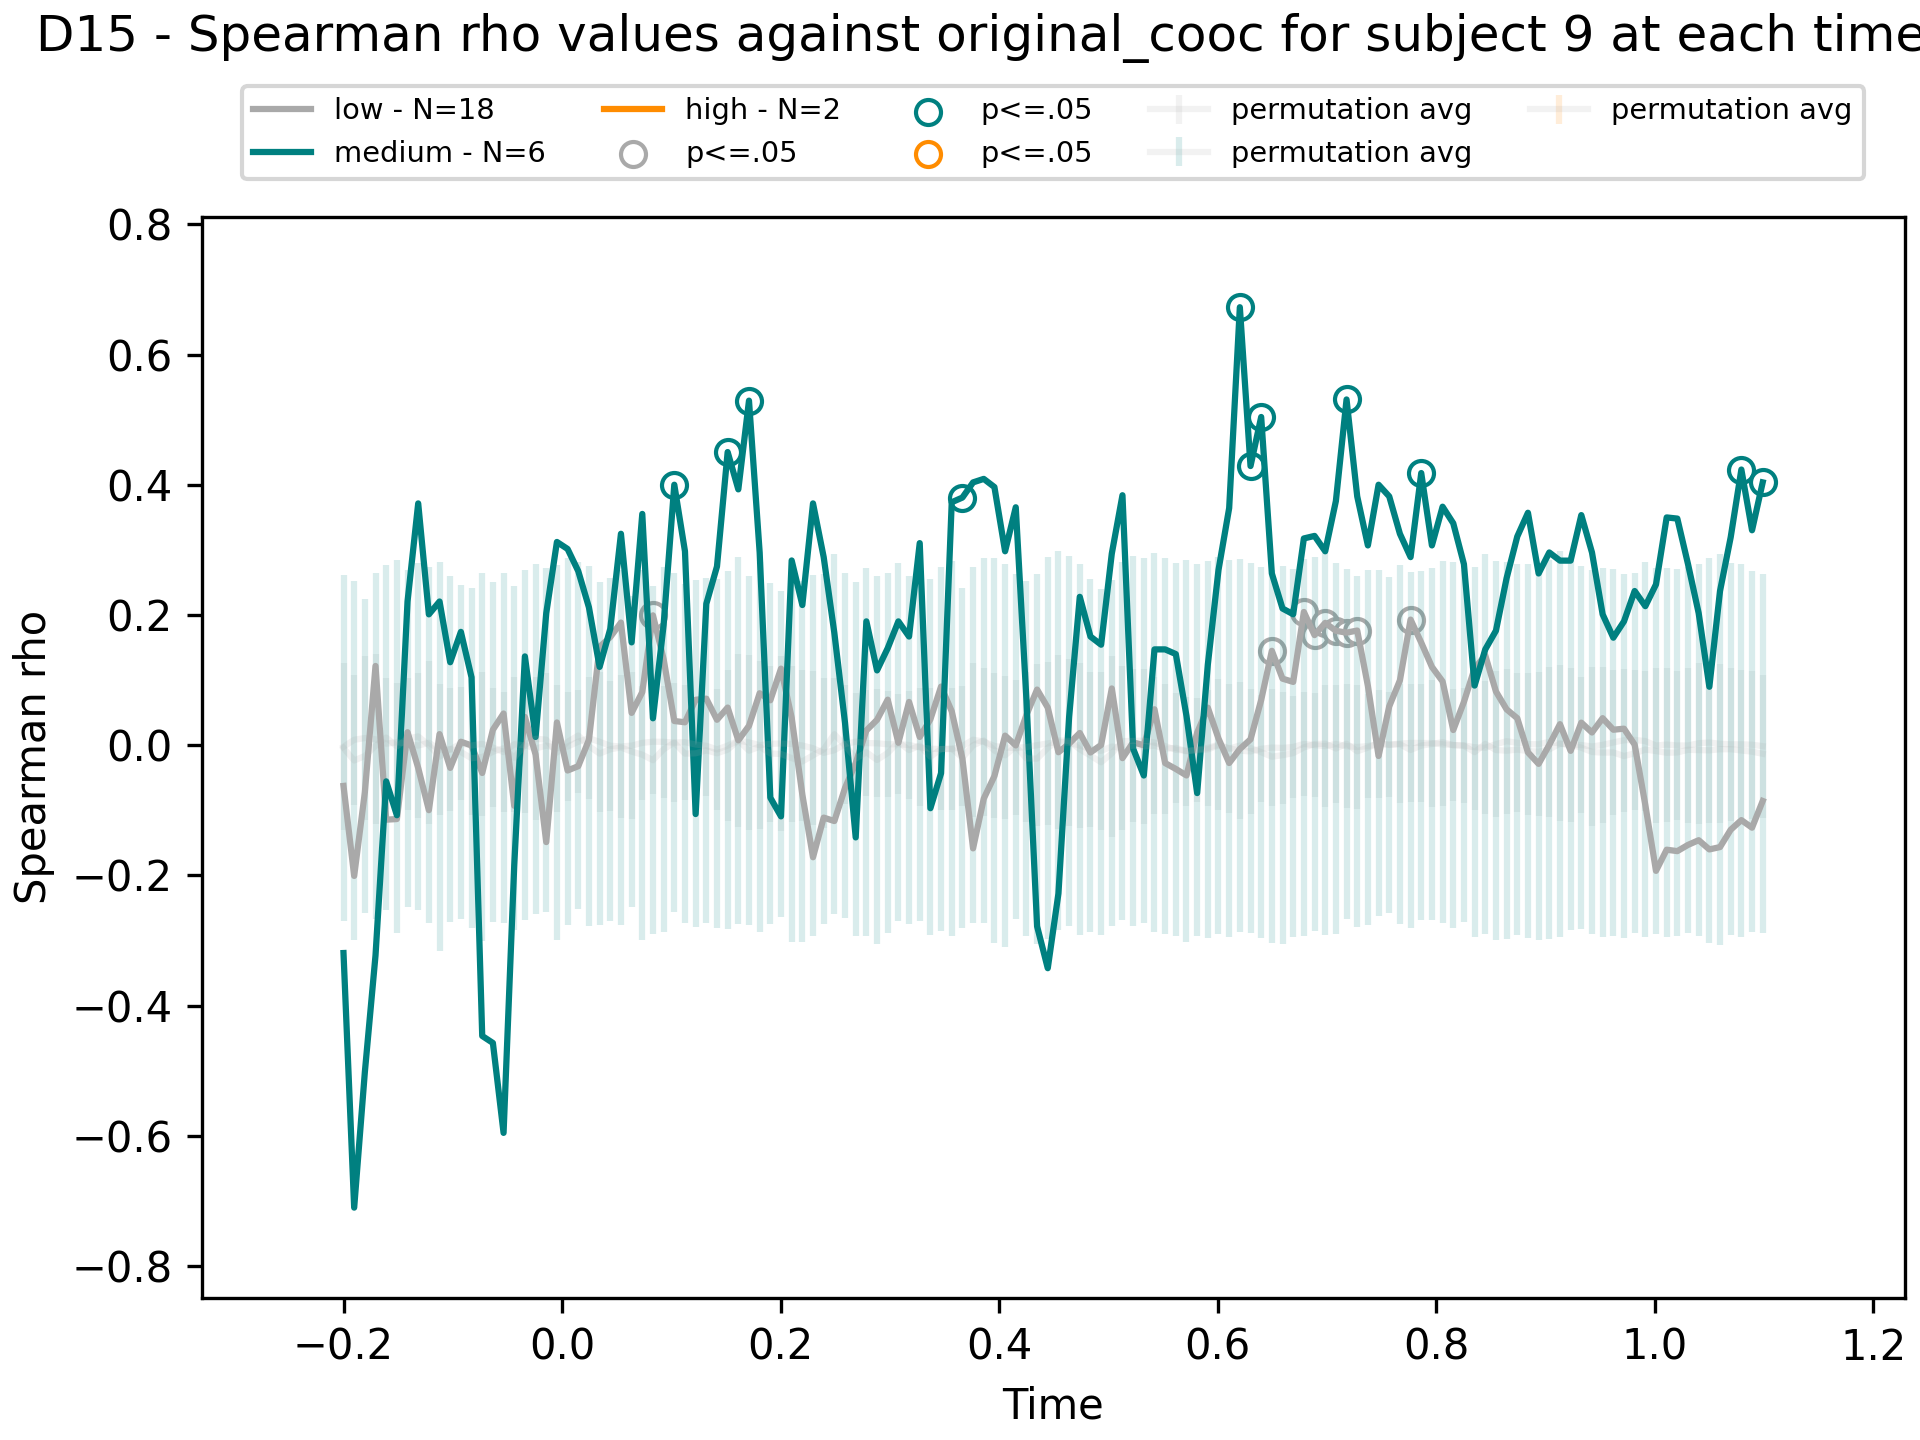 D15 - Spearman rho values against original_cooc for subject 9 at each time
low - N=18
medium - N=6
high - N=2
p<=.05
p<=.05
p<=.05
permutation avg
permutation avg
permutation avg
0.8
0.6
0.4
0.2
0.0
−0.2
−0.4
−0.6
−0.8
Spearman rho
−0.2
0.0
0.2
0.4
0.6
0.8
1.0
1.2
Time